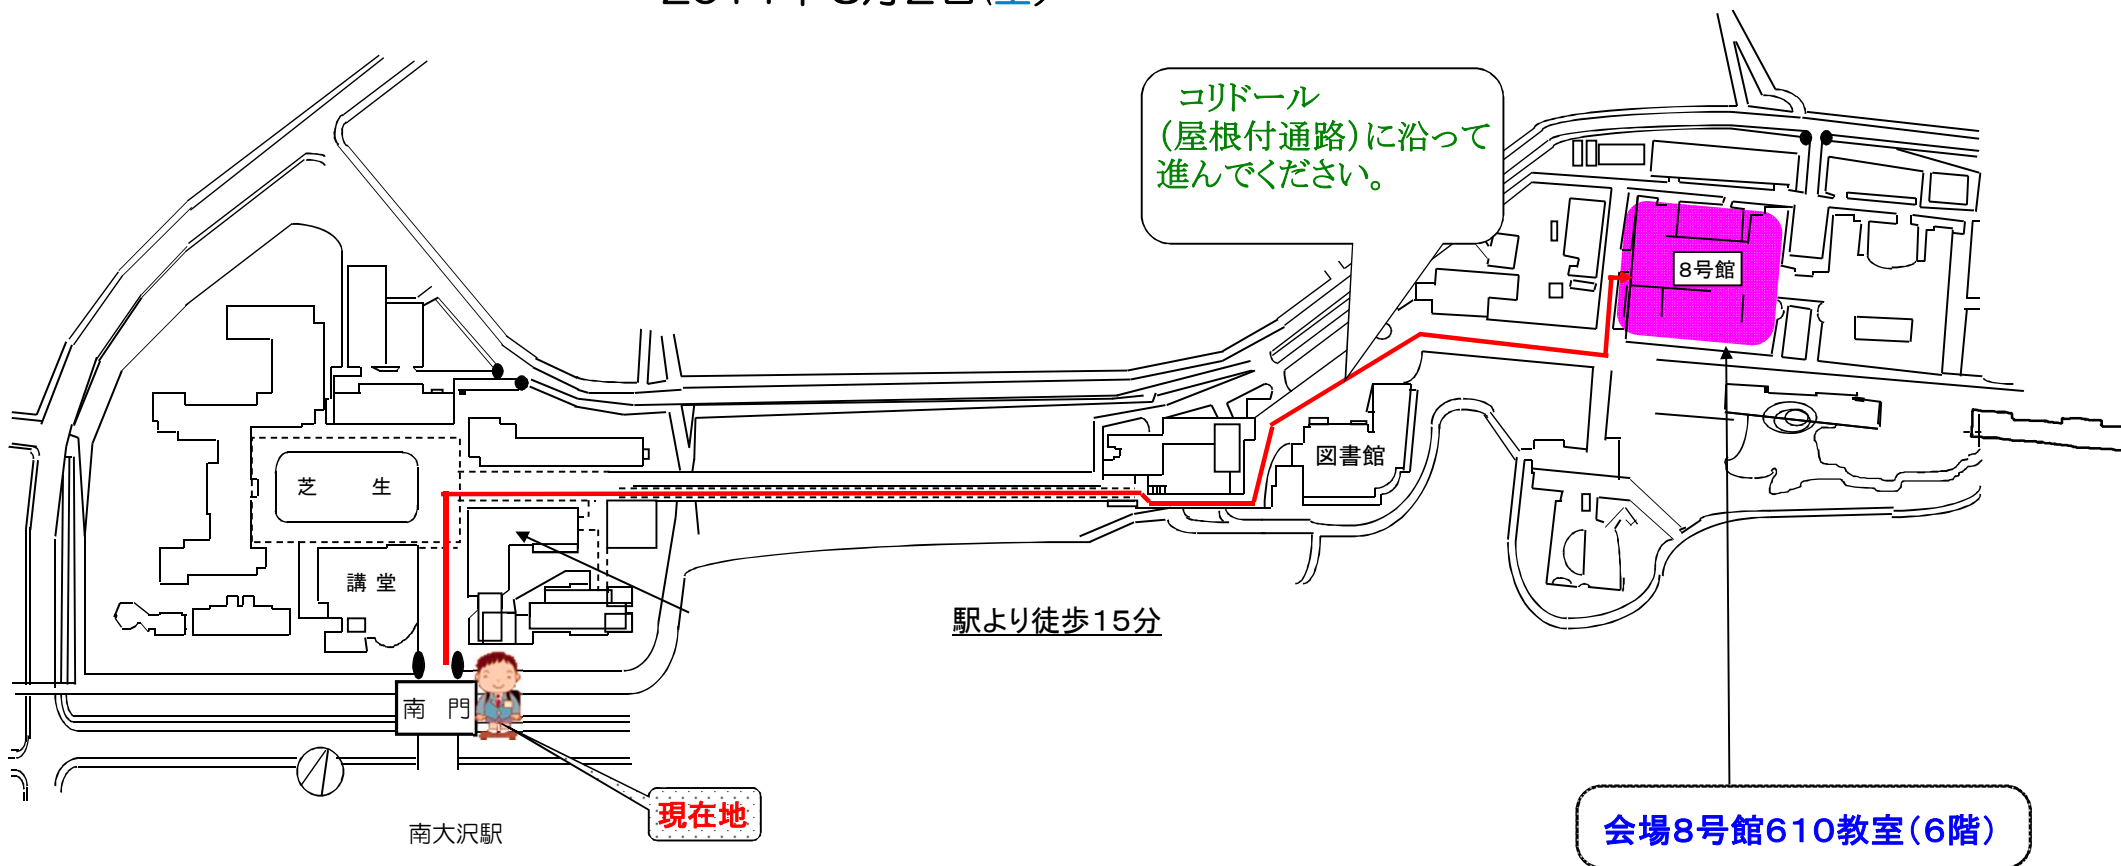 コリドール
（屋根付通路）に沿って
進んでください。
8号館
図書館
芝　生
講 堂
駅より徒歩15分
南　門
現在地
南大沢駅
会場8号館610教室（6階）